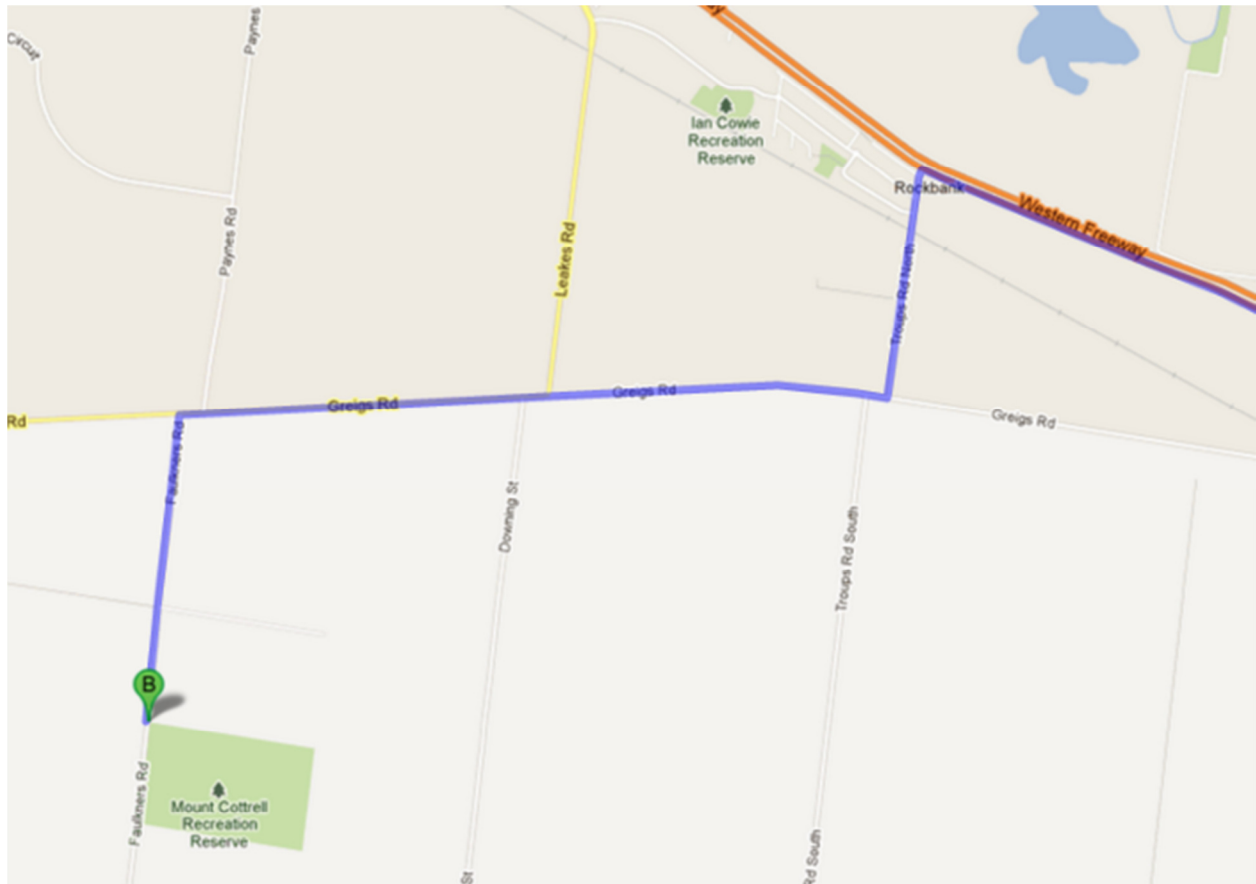 Circuit
Paynes
Ian Cowie
Recreation
Reserve
Rockbank
Western Freeway
Paynes Rd
Leakes Rd
Troups Rd North
Greigs Rd
Greigs Rd
Greigs Rd
Rd
Faulkners Rd
Downing St
Troups Rd South
B
Faulkners Rd
Mount Cottrell
Recreation
Reserve
St
Rd South